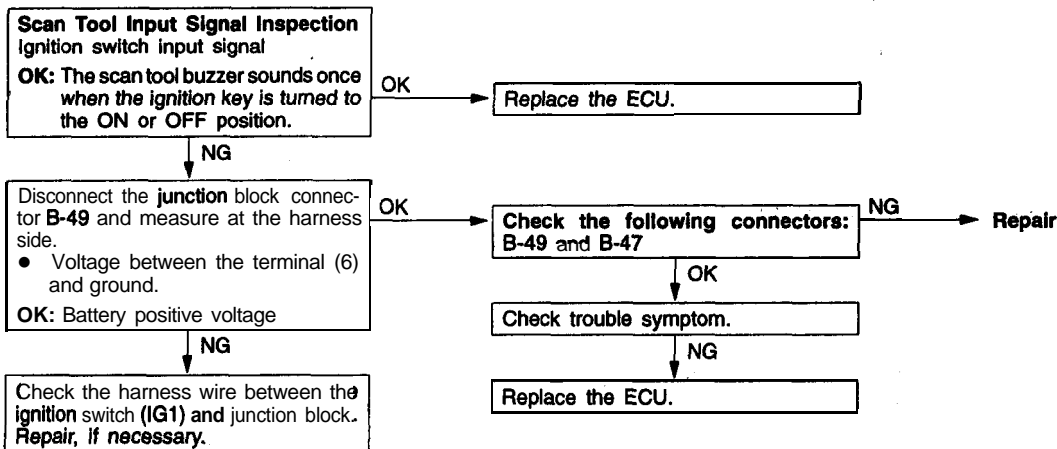 Scan Tool Input Signal Inspection
Ignition switch input signal
OK: The scan tool buzzer sounds once
when the ignition key is turned to
the ON or OFF position.
OK
Replace the ECU.
NG
Disconnect the junction block connec-
tor B-49 and measure at the harness
side.
● Voltage between the terminal (6)
and ground.
OK: Battery positive voltage
OK
Check the following connectors:
B-49 and B-47
NG
Repair
OK
Check trouble symptom.
NG
Replace the ECU.
NG
Check the harness wire between the
ignition switch (IG1) and junction block.
Repair, if necessary.